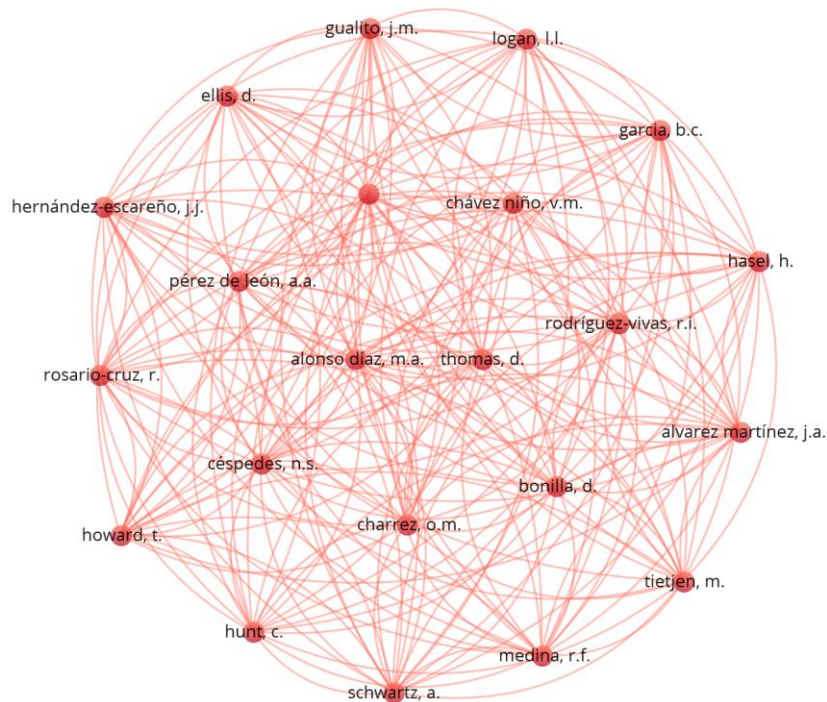 gualito, j.m.
logan, l.l.
ellis, d.
garcia, b.c.
hernández-escareño, j.j.
chávez niño, v.m.
hasel, h.
pérez de león, a.a.
rodríguez-vivas, r.i.
alonso díaz, m.a.
thomas, d.
rosario-cruz, r.
alvarez martínez, j.a.
céspedes, n.s.
bonilla, d.
charrez, o.m.
howard, t.
tietjen, m.
hunt, c.
medina, r.f.
schwartz, a.